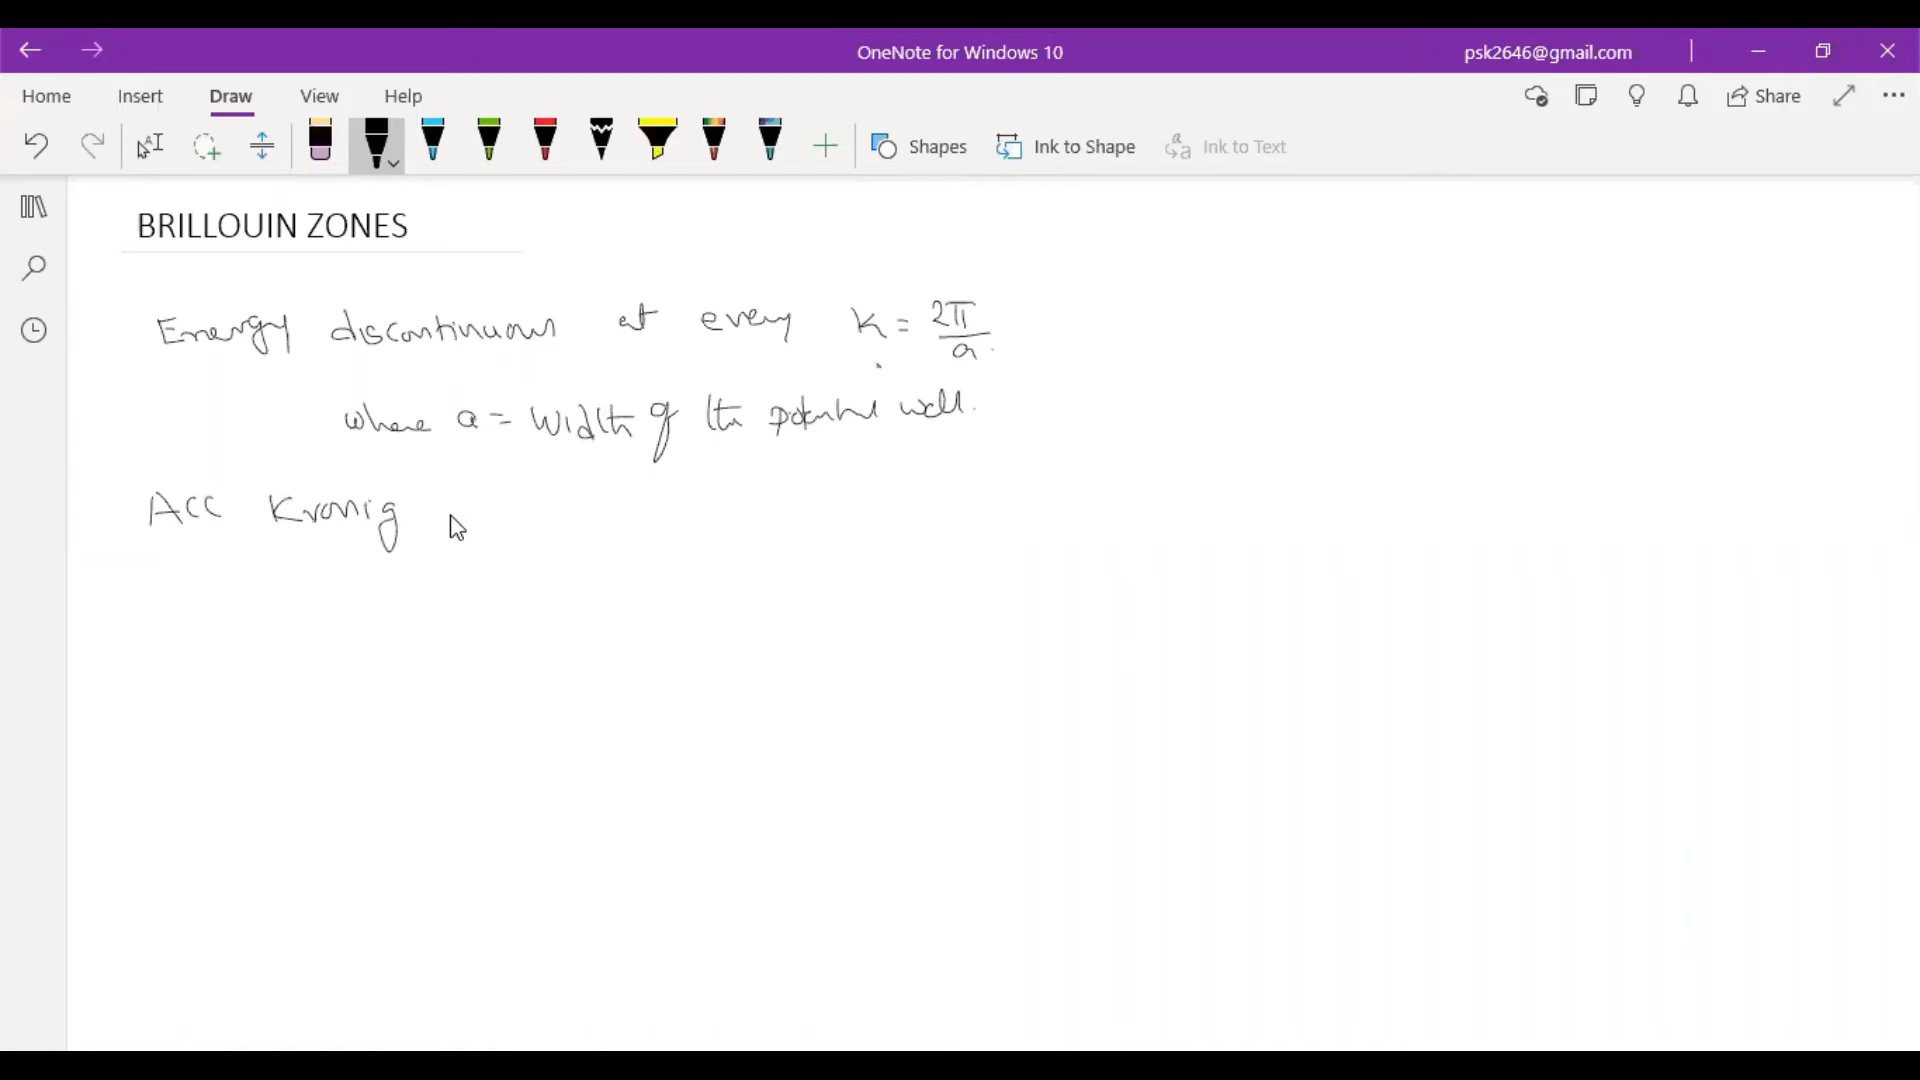 OneNote for Windows 10
psk2646@gmail.com
Home Insert Draw View Help
Share
Shapes Ink to Shape Ink to Text
BRILLOUIN ZONES
Energy discontinuous at every K = 2π/a.
where a = Width of the potential well.
Acc Kronig